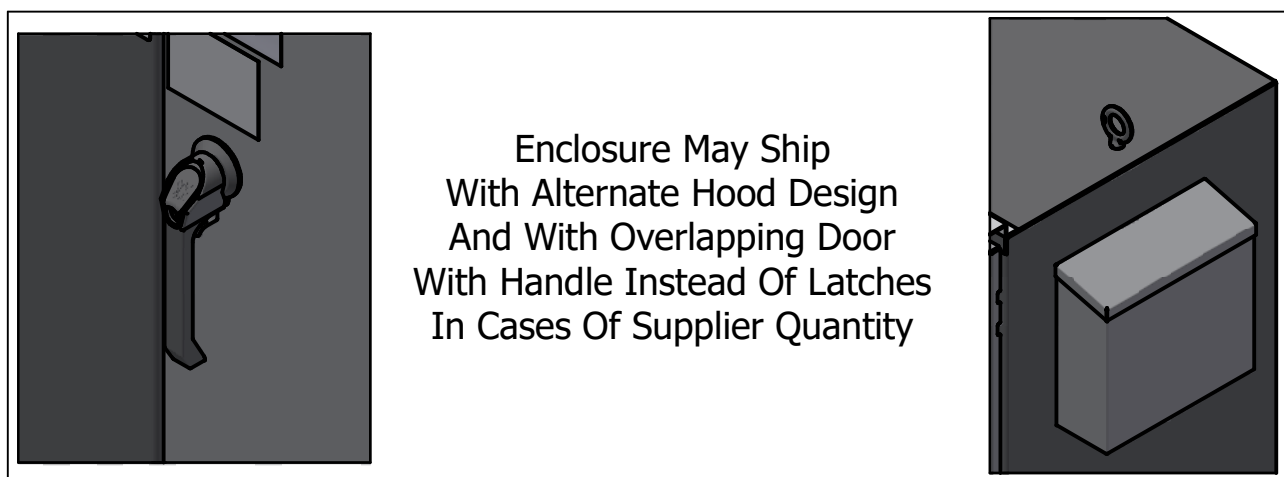 Enclosure May Ship
With Alternate Hood Design
And With Overlapping Door
With Handle Instead Of Latches
In Cases Of Supplier Quantity